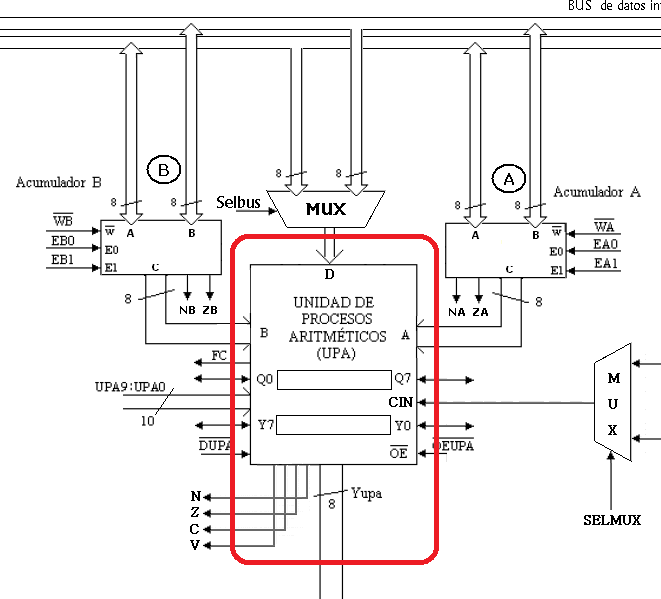 BUS de datos in
B
A
Acumulador B
Acumulador A
8
8
8
8
8
8
Selbus
MUX
WB
EB0
EB1
W A B
E0
E1 C
A B W
E0
C E1
WA
EA0
EA1
8
NB ZB
NA ZA
8
D
UNIDAD DE
PROCESOS
ARITMÉTICOS
(UPA)
B
A
FC
Q0
Q7
UPA9:UPA0
10
CIN
Y7
Y0
DUPA
OE
OEUPA
M
U
X
SELMUX
N
Z
C
V
8
Yupa